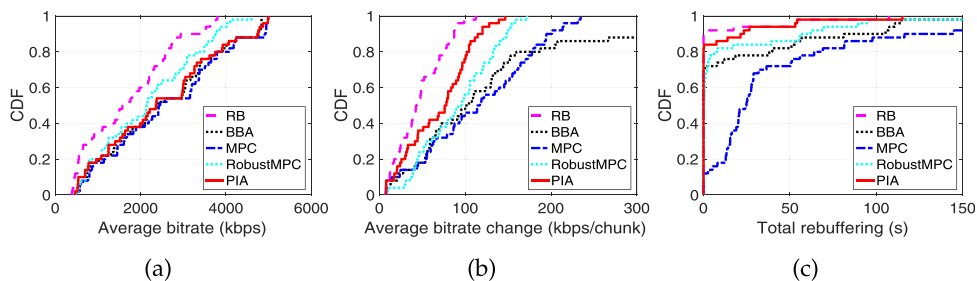 CDF
1
0.8
0.6
0.4
0.2
0
0 2000 4000 6000
Average bitrate (kbps)
RB
BBA
MPC
RobustMPC
PIA
(a)
CDF
1
0.8
0.6
0.4
0.2
0
0 100 200 300
Average bitrate change (kbps/chunk)
RB
BBA
MPC
RobustMPC
PIA
(b)
CDF
1
0.8
0.6
0.4
0.2
0
0 50 100 150
Total rebuffering (s)
RB
BBA
MPC
RobustMPC
PIA
(c)